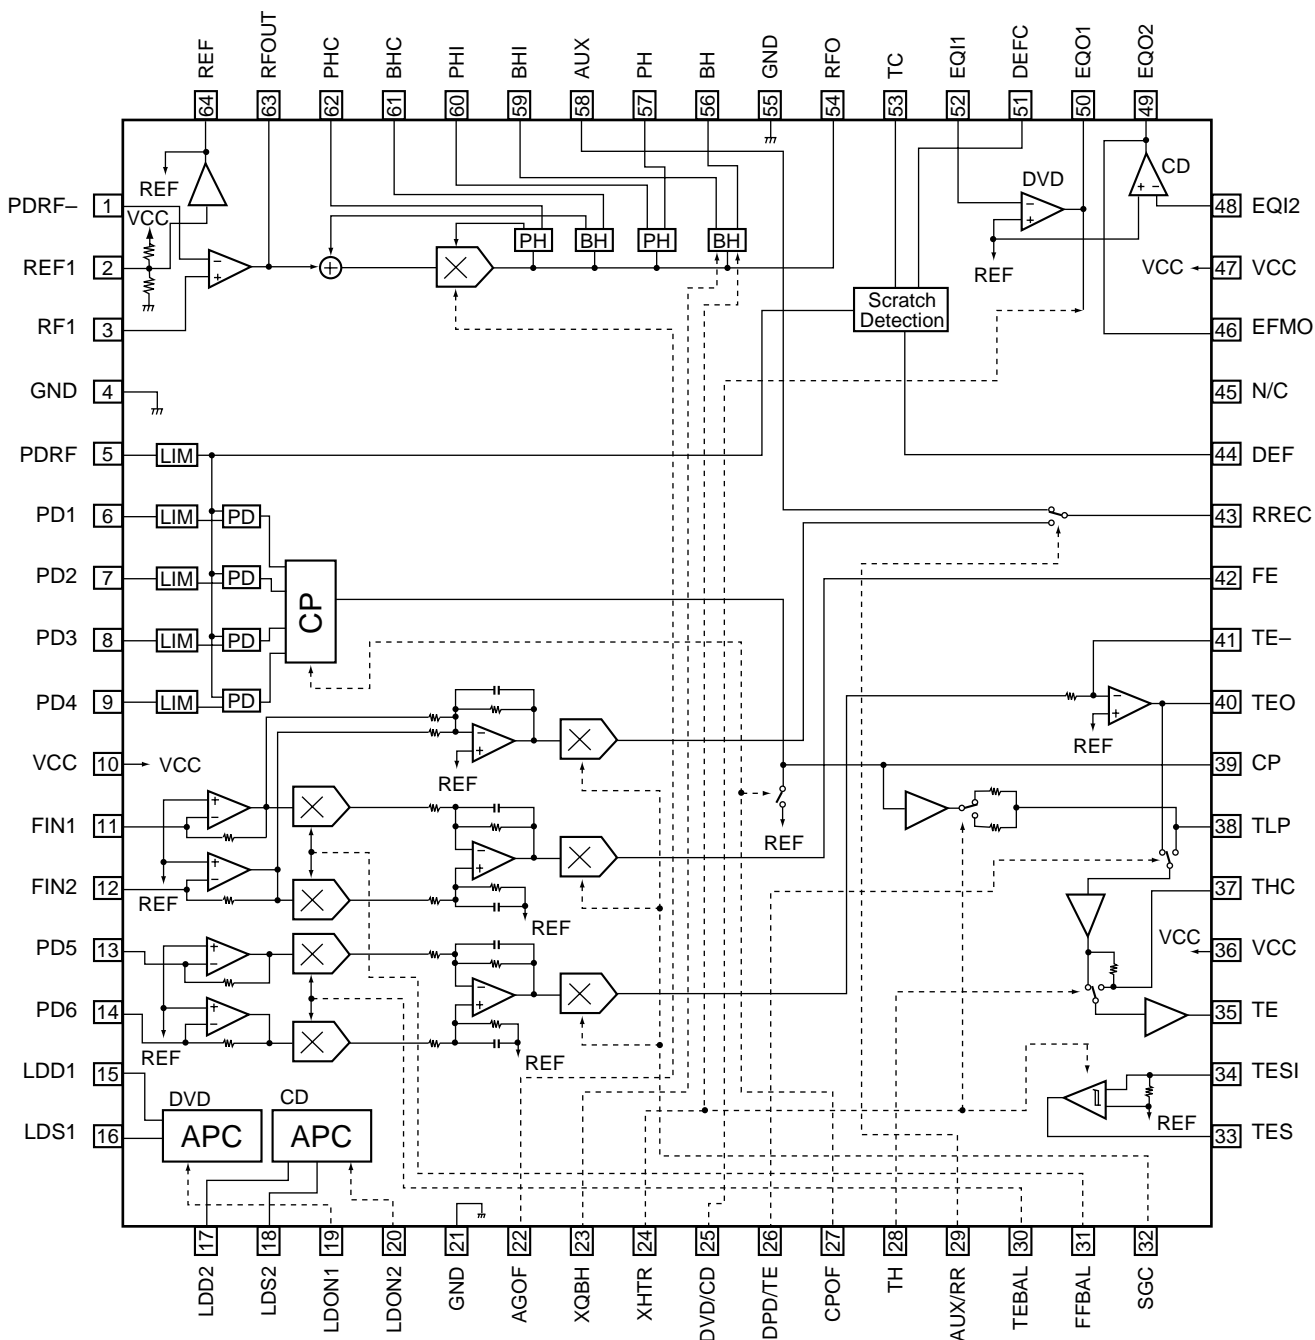 REF RFOUT PHC BHC PHI BHI AUX PH BH GND RFO TC EQI1 DEFC EQO1 EQO2
64 63 62 61 60 59 58 57 56 55 54 53 52 51 50 49
PDRF– 1
REF
VCC
DVD
CD
48 EQI2
REF1 2
PH BH PH BH
REF
VCC 47 VCC
RF1 3
Scratch
Detection
46 EFMO
GND 4
45 N/C
PDRF 5 LIM
44 DEF
PD1 6 LIM PD
43 RREC
PD2 7 LIM PD
CP
42 FE
PD3 8 LIM PD
41 TE–
PD4 9 LIM PD
40 TEO
REF
REF
VCC 10 VCC
39 CP
FIN1 11
REF
38 TLP
FIN2 12
REF
REF
37 THC
PD5 13
VCC 36 VCC
PD6 14
35 TE
REF
REF
LDD1 15
34 TESI
DVD CD
REF
LDS1 16 APC APC
33 TES
17 18 19 20 21 22 23 24 25 26 27 28 29 30 31 32
LDD2 LDS2 LDON1 LDON2 GND AGOF XQBH XHTR DVD/CD DPD/TE CPOF TH AUX/RR TEBAL FFBAL SGC